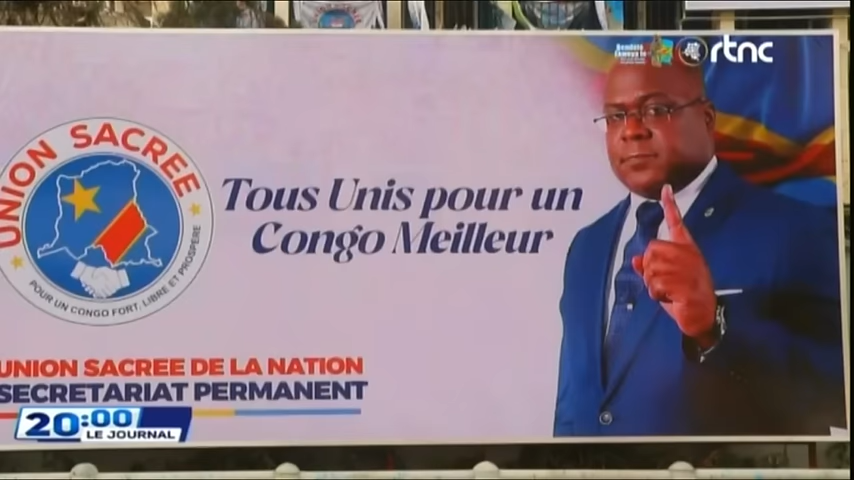 rtnc
UNION SACREE
POUR UN CONGO FORT, LIBRE ET PROSPÈRE
Tous Unis pour un
Congo Meilleur
UNION SACREE DE LA NATION
SECRETARIAT PERMANENT
20:00
LE JOURNAL